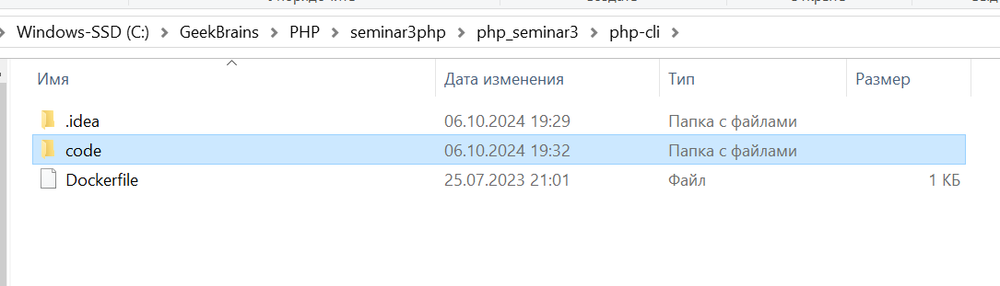 Windows-SSD (C:) > GeekBrains > PHP > seminar3php > php_seminar3 > php-cli >
Имя Дата изменения Тип Размер
.idea 06.10.2024 19:29 Папка с файлами
code 06.10.2024 19:32 Папка с файлами
Dockerfile 25.07.2023 21:01 Файл 1 КБ